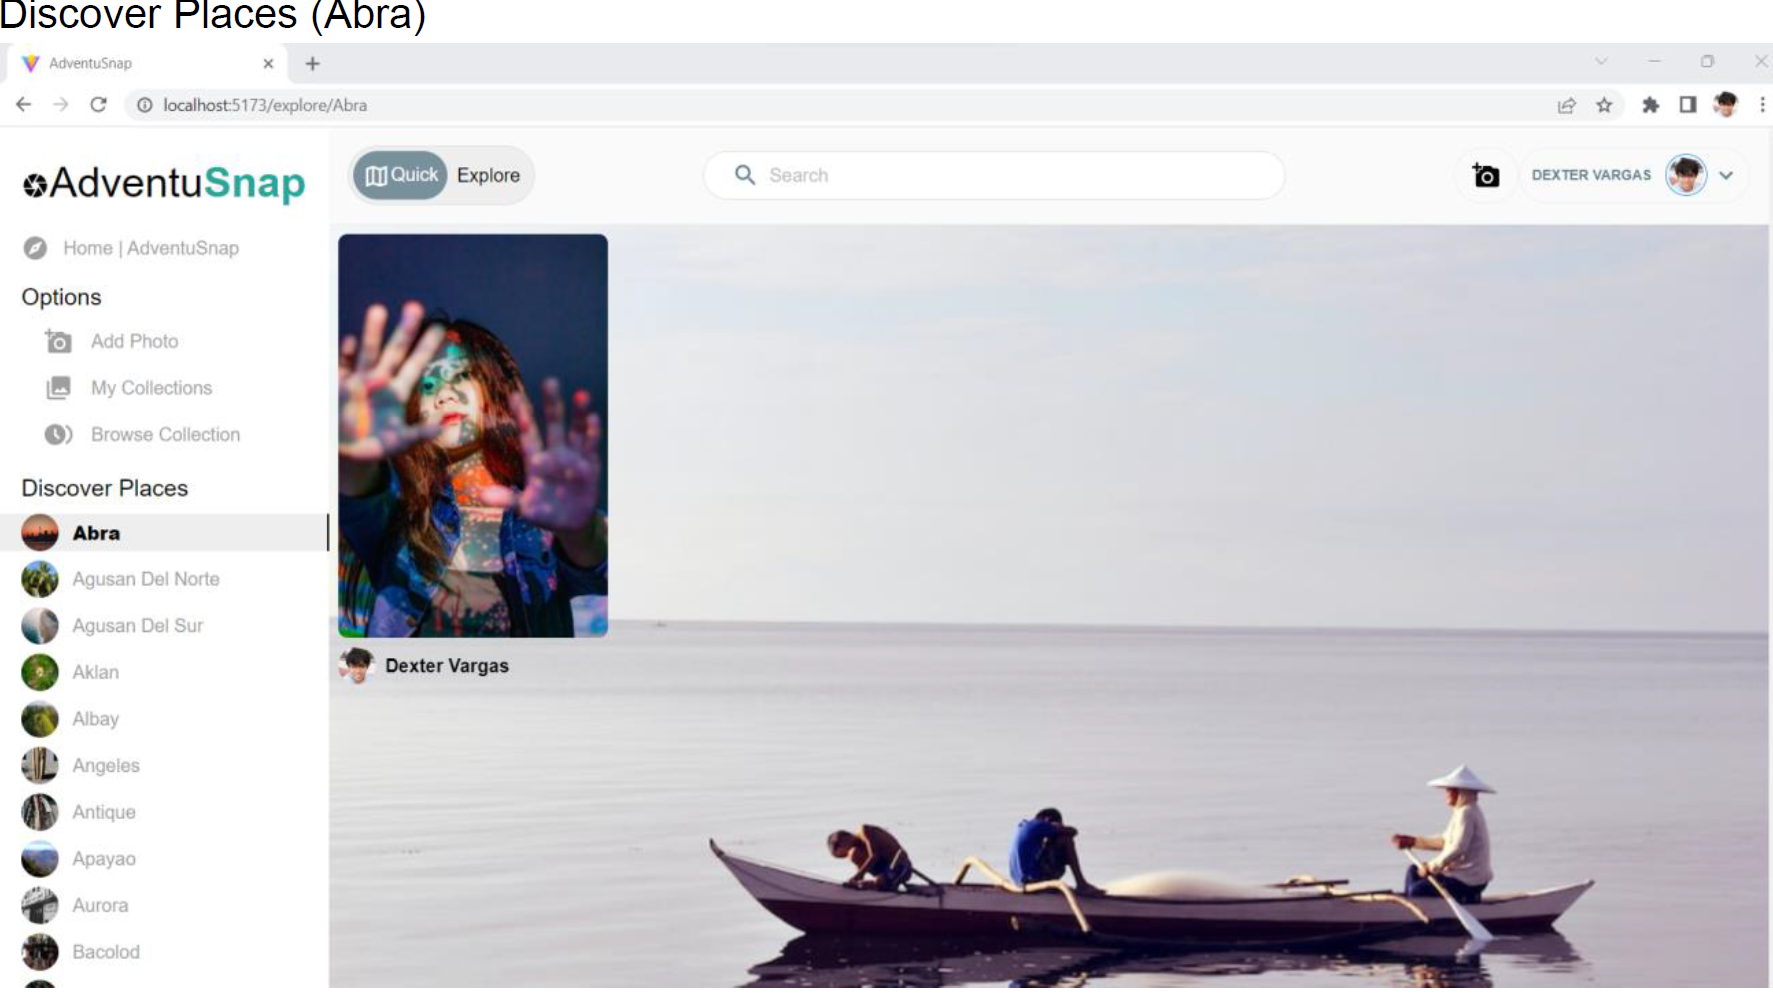 Discover Places (Abra)
AdventuSnap
localhost:5173/explore/Abra
AdventuSnap
Quick Explore
Search
DEXTER VARGAS
Home | AdventuSnap
Options
Add Photo
My Collections
Browse Collection
Discover Places
Abra
Agusan Del Norte
Agusan Del Sur
Aklan
Albay
Angeles
Antique
Apayao
Aurora
Bacolod
Dexter Vargas